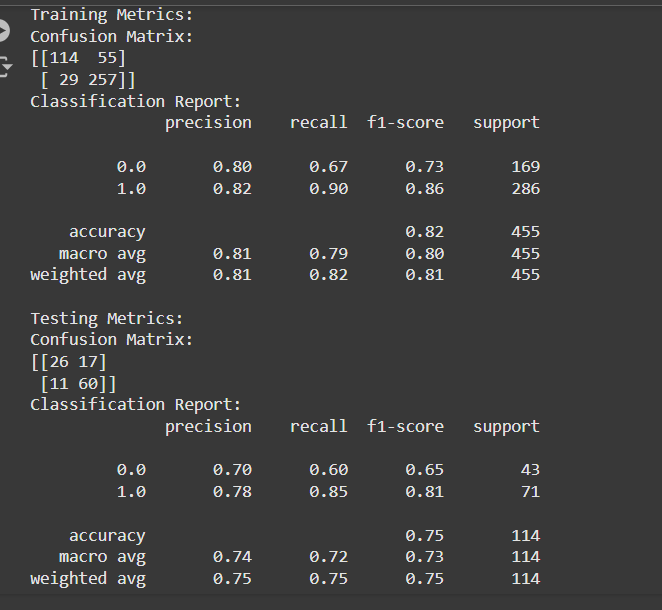 Training Metrics:
Confusion Matrix:
[[114  55]
 [ 29 257]]
Classification Report:
              precision    recall  f1-score   support

         0.0       0.80      0.67      0.73       169
         1.0       0.82      0.90      0.86       286

    accuracy                           0.82       455
   macro avg       0.81      0.79      0.80       455
weighted avg       0.81      0.82      0.81       455

Testing Metrics:
Confusion Matrix:
[[26 17]
 [11 60]]
Classification Report:
              precision    recall  f1-score   support

         0.0       0.70      0.60      0.65        43
         1.0       0.78      0.85      0.81        71

    accuracy                           0.75       114
   macro avg       0.74      0.72      0.73       114
weighted avg       0.75      0.75      0.75       114